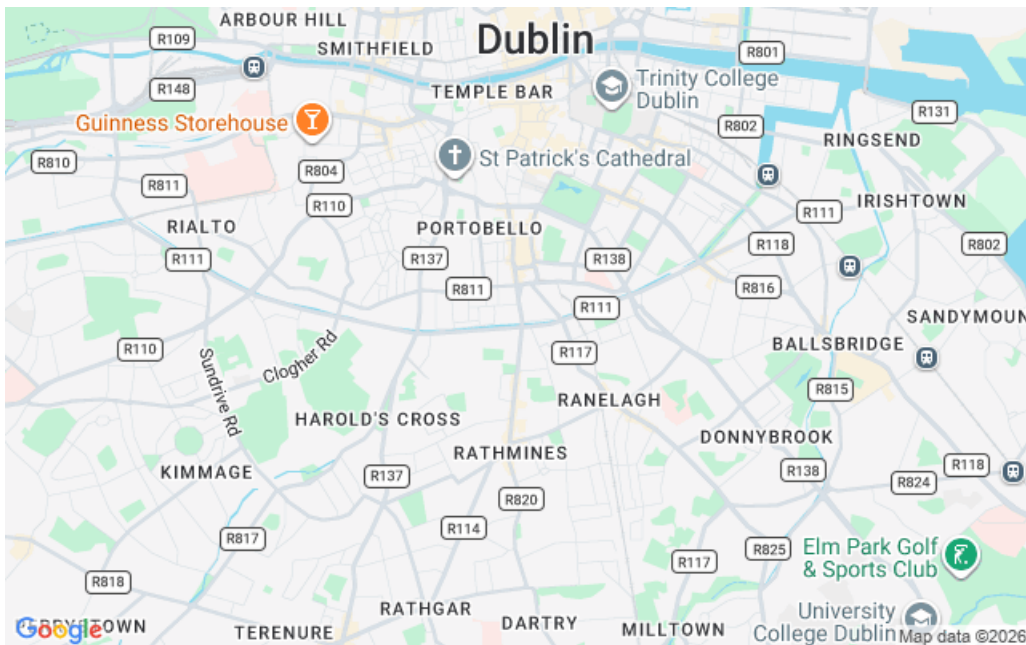 ARBOUR HILL
Dublin
R109
SMITHFIELD
R801
R148
TEMPLE BAR
Trinity College
Dublin
R131
Guinness Storehouse
R802
RINGSEND
R810
St Patrick's Cathedral
R804
R811
IRISHTOWN
R110
R111
RIALTO
PORTOBELLO
R118
R802
R111
R137
R138
R811
R816
R111
SANDYMOUN
R110
R117
BALLSBRIDGE
Clogher Rd
Sundrive Rd
R815
RANELAGH
HAROLD'S CROSS
DONNYBROOK
RATHMINES
KIMMAGE
R137
R138
R118
R824
R820
R114
R817
R825
Elm Park Golf
& Sports Club
R117
R818
RATHGAR
University
College Dublin
DARTRY
MILLTOWN
TERENURE
Google
Map data ©2026